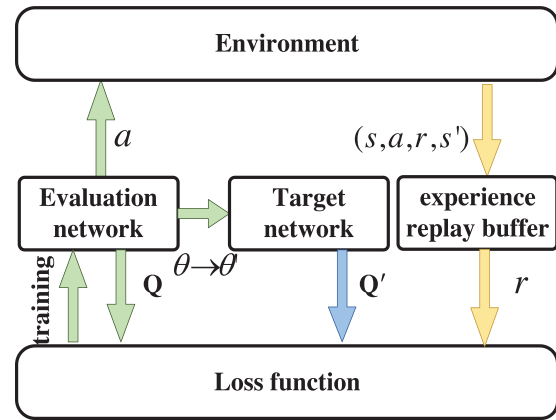 Environment
a
(s,a,r,s')
Evaluation
network
Target
network
experience
replay buffer
θ→θ'
training
Q
Q'
r
Loss function